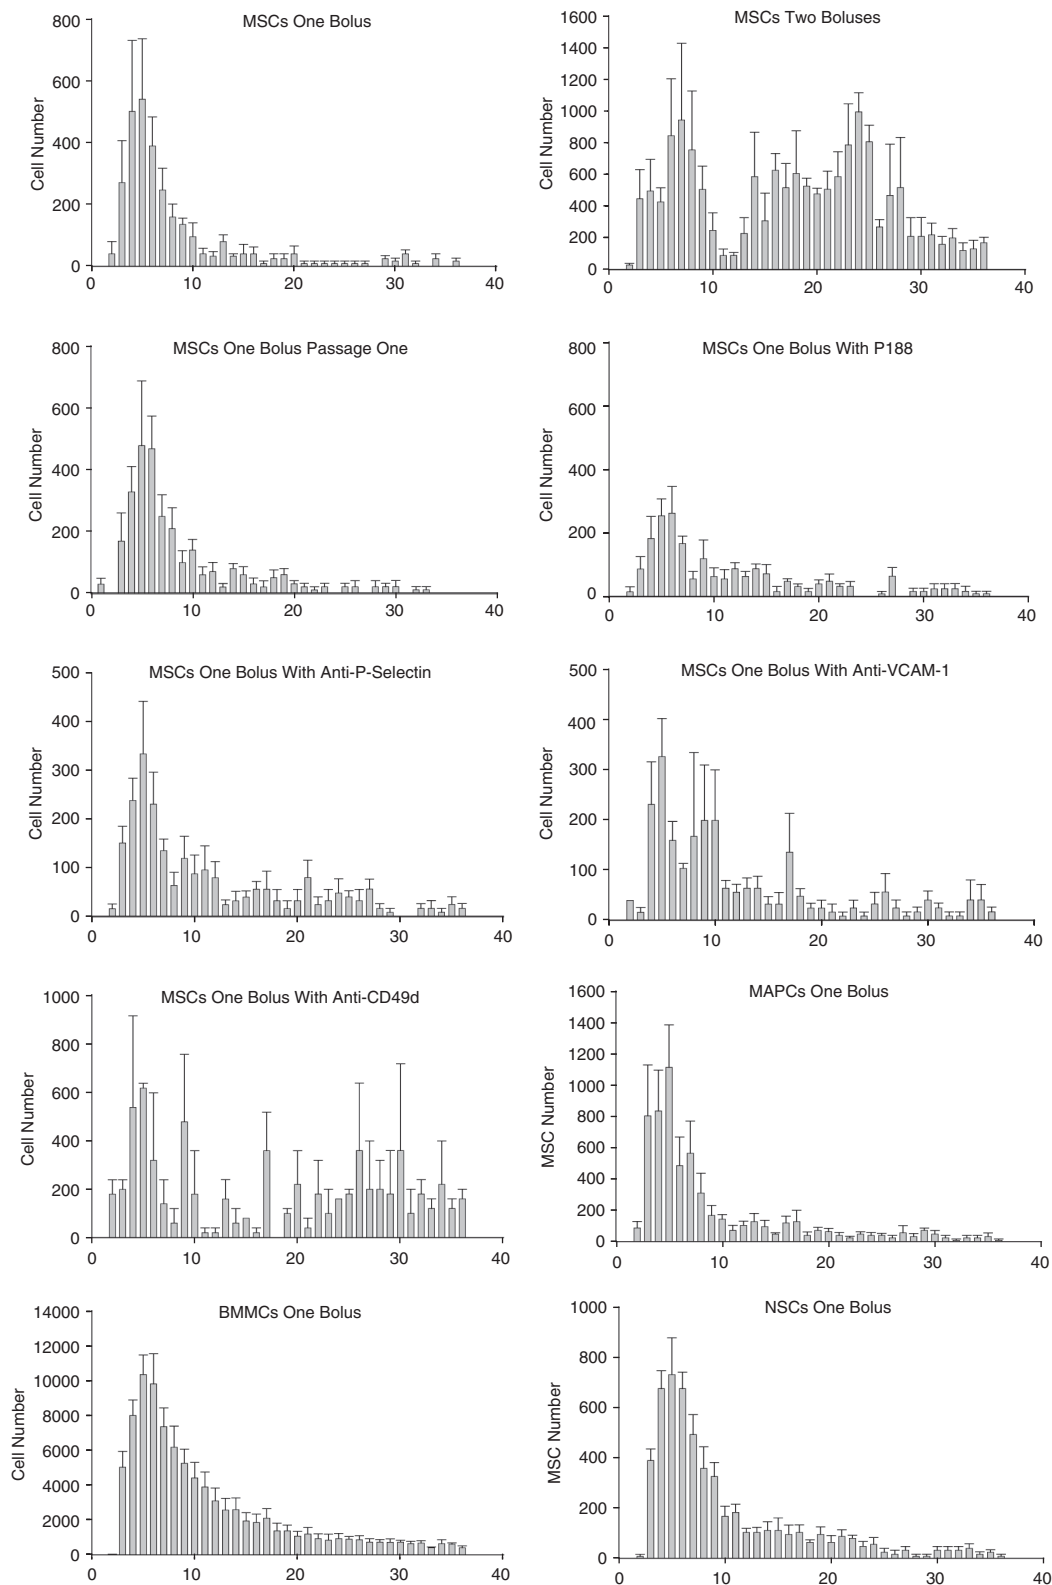 MSCs One Bolus
800
600
400
200
0
Cell Number
0 10 20 30 40
MSCs Two Boluses
1600
1400
1200
1000
800
600
400
200
0
Cell Number
0 10 20 30 40
MSCs One Bolus Passage One
800
600
400
200
0
Cell Number
0 10 20 30 40
MSCs One Bolus With P188
800
600
400
200
0
Cell Number
0 10 20 30 40
MSCs One Bolus With Anti-P-Selectin
500
400
300
200
100
0
Cell Number
0 10 20 30 40
MSCs One Bolus With Anti-VCAM-1
500
400
300
200
100
0
Cell Number
0 10 20 30 40
MSCs One Bolus With Anti-CD49d
1000
800
600
400
200
0
Cell Number
0 10 20 30 40
MAPCs One Bolus
1600
1400
1200
1000
800
600
400
200
0
MSC Number
0 10 20 30 40
BMMCs One Bolus
14000
12000
10000
8000
6000
4000
2000
0
Cell Number
0 10 20 30 40
NSCs One Bolus
1000
800
600
400
200
0
MSC Number
0 10 20 30 40